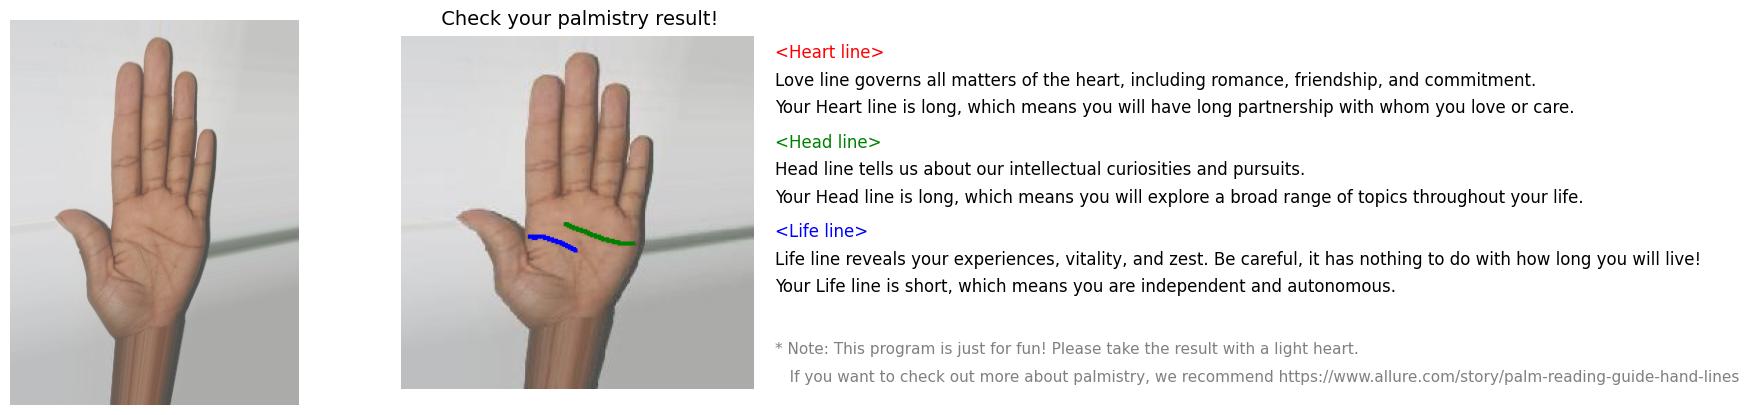 Check your palmistry result!
<Heart line>
Love line governs all matters of the heart, including romance, friendship, and commitment.
Your Heart line is long, which means you will have long partnership with whom you love or care.
<Head line>
Head line tells us about our intellectual curiosities and pursuits.
Your Head line is long, which means you will explore a broad range of topics throughout your life.
<Life line>
Life line reveals your experiences, vitality, and zest. Be careful, it has nothing to do with how long you will live!
Your Life line is short, which means you are independent and autonomous.
* Note: This program is just for fun! Please take the result with a light heart.
If you want to check out more about palmistry, we recommend https://www.allure.com/story/palm-reading-guide-hand-lines